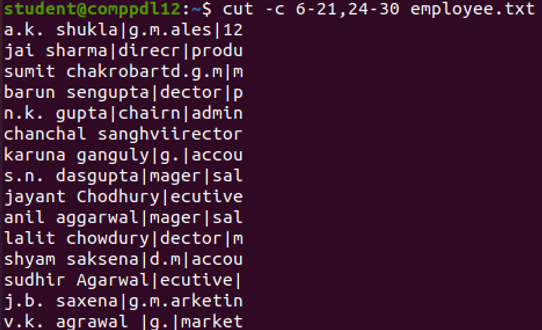 student@comppdl12:~$ cut -c 6-21,24-30 employee.txt
a.k. shukla|g.m.ales|12
jai sharma|direcr|produ
sumit chakrobartd.g.m|m
barun sengupta|dector|p
n.k. gupta|chairn|admin
chanchal sanghviirector
karuna ganguly|g.|accou
s.n. dasgupta|mager|sal
jayant Chodhury|ecutive
anil aggarwal|mager|sal
lalit chowdury|dector|m
shyam saksena|d.m|accou
sudhir Agarwal|ecutive|
j.b. saxena|g.m.arketin
v.k. agrawal |g.|market